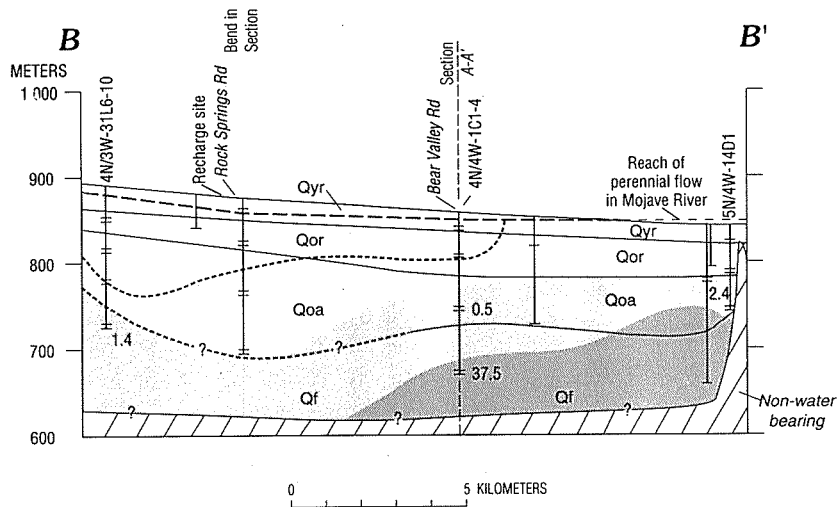 B
B'
METERS
1 000
900
800
700
600
4N/3W-31L6-10
Recharge site
Rock Springs Rd
Bend in
Section
Bear Valley Rd
Section
A-A'
4N/4W-1C1-4
Reach of
perennial flow
in Mojave River
5N/4W-14D1
Qyr
Qyr
Qor
Qor
Qoa
Qoa
0.5
2.4
1.4
?
?
37.5
Qf
Qf
?
?
?
Non-water
bearing
0
5 KILOMETERS